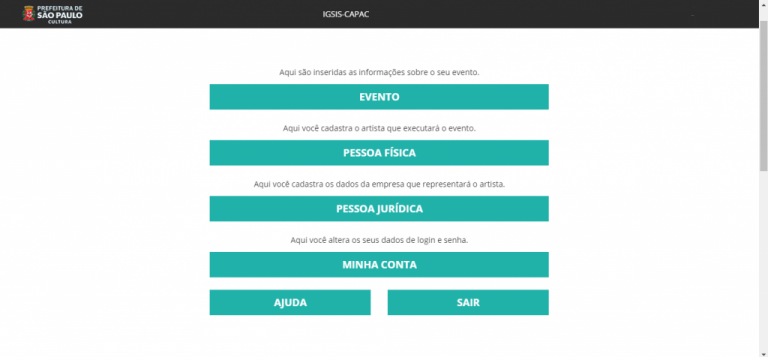 PREFEITURA DE
SÃO PAULO
CULTURA
IGSIS-CAPAC
Aqui são inseridas as informações sobre o seu evento.
EVENTO
Aqui você cadastra o artista que executará o evento.
PESSOA FÍSICA
Aqui você cadastra os dados da empresa que representará o artista.
PESSOA JURÍDICA
Aqui você altera os seus dados de login e senha.
MINHA CONTA
AJUDA SAIR